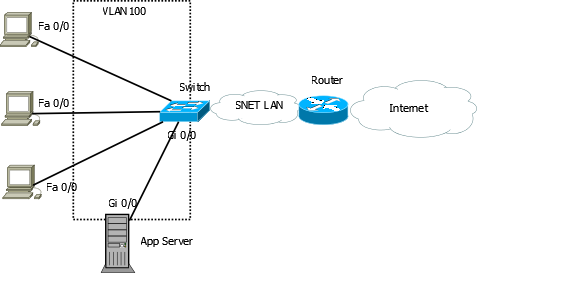 VLAN100
Fa 0/0
Switch
Router
Fa 0/0
SNET LAN
Internet
Gi 0/0
Fa 0/0
Gi 0/0
App Server